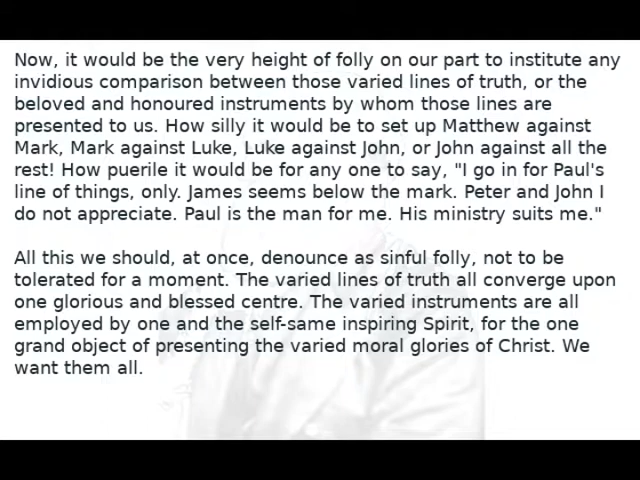 Now, it would be the very height of folly on our part to institute any
invidious comparison between those varied lines of truth, or the
beloved and honoured instruments by whom those lines are
presented to us. How silly it would be to set up Matthew against
Mark, Mark against Luke, Luke against John, or John against all the
rest! How puerile it would be for any one to say, "I go in for Paul's
line of things, only. James seems below the mark. Peter and John I
do not appreciate. Paul is the man for me. His ministry suits me."
All this we should, at once, denounce as sinful folly, not to be
tolerated for a moment. The varied lines of truth all converge upon
one glorious and blessed centre. The varied instruments are all
employed by one and the self-same inspiring Spirit, for the one
grand object of presenting the varied moral glories of Christ. We
want them all.